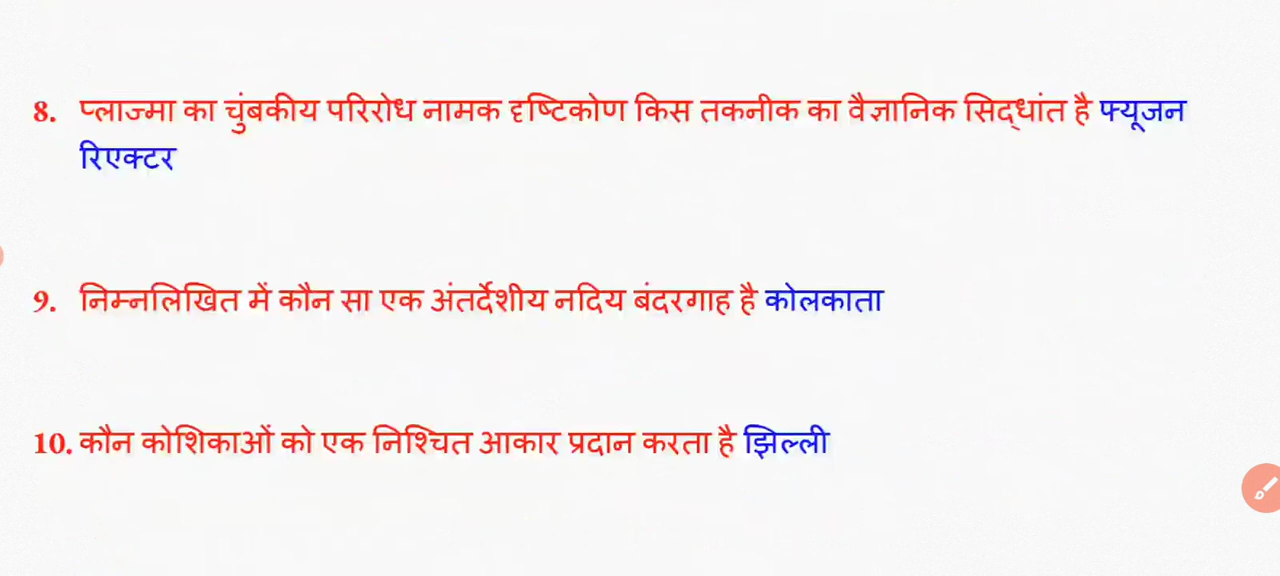 8. प्लाज्मा का चुंबकीय परिरोध नामक दृष्टिकोण किस तकनीक का वैज्ञानिक सिद्धांत है फ्यूजन
रिएक्टर
9. निम्नलिखित में कौन सा एक अंतर्देशीय नदिय बंदरगाह है कोलकाता
10. कौन कोशिकाओं को एक निश्चित आकार प्रदान करता है झिल्ली